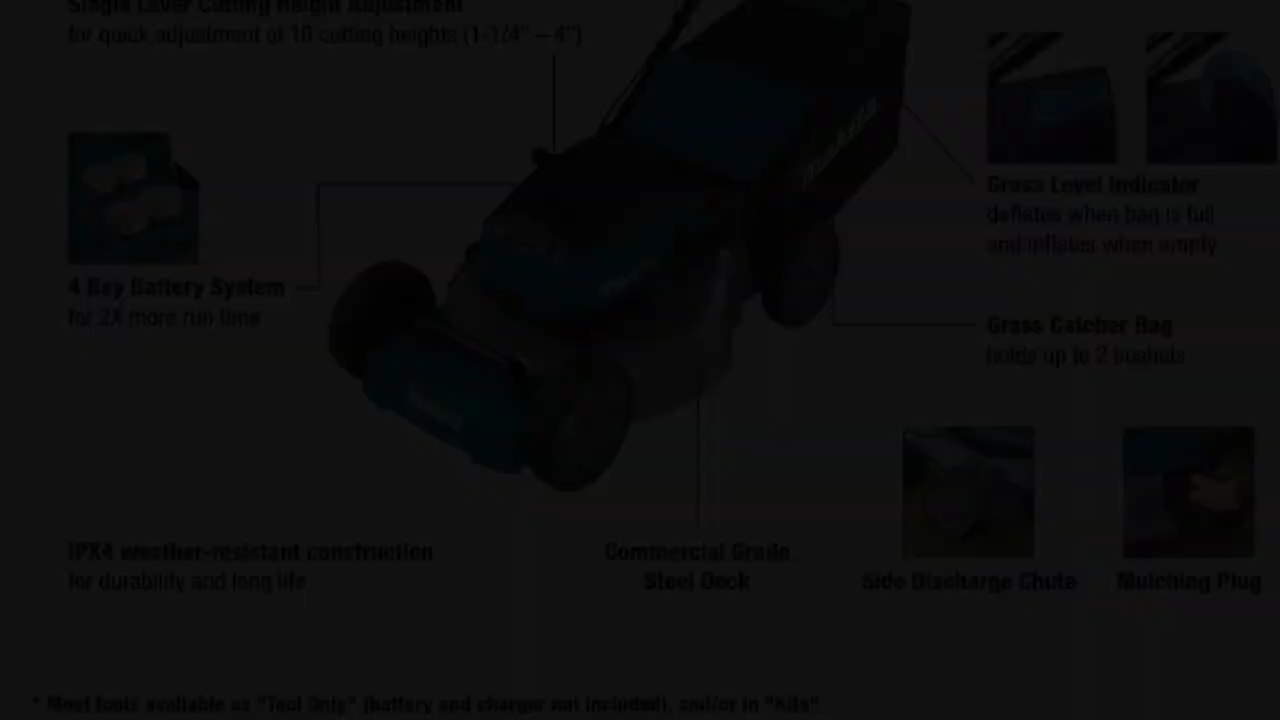 Single Lever Cutting Height Adjustment
for quick adjustment of 10 cutting heights (1-1/4" – 4")
makita
Grass Level Indicator
deflates when bag is full
and inflates when empty
4 Bay Battery System
for 2X more run time
Grass Catcher Bag
holds up to 2 bushels
IPX4 weather-resistant construction
for durability and long life
Commercial Grade
Steel Deck
Side Discharge Chute
Mulching Plug
* Most tools available as "Tool Only" (battery and charger not included), and/or in "Kits"